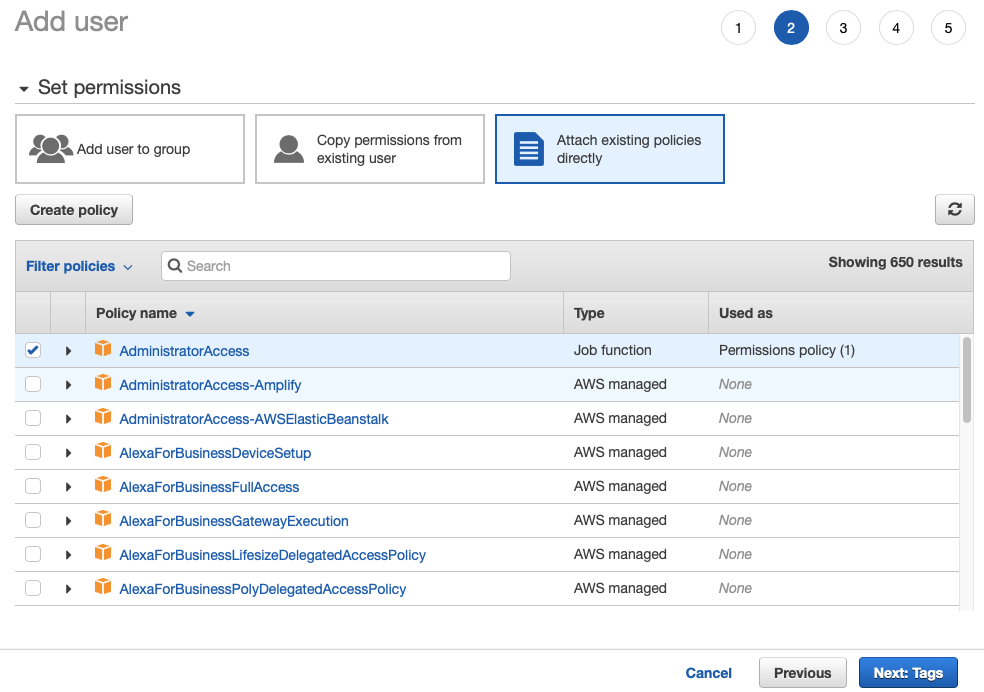 Add user
1 2 3 4 5
Set permissions
Add user to group
Copy permissions from
existing user
Attach existing policies
directly
Create policy
Filter policies
Search
Showing 650 results
Policy name Type Used as
AdministratorAccess Job function Permissions policy (1)
AdministratorAccess-Amplify AWS managed None
AdministratorAccess-AWSElasticBeanstalk AWS managed None
AlexaForBusinessDeviceSetup AWS managed None
AlexaForBusinessFullAccess AWS managed None
AlexaForBusinessGatewayExecution AWS managed None
AlexaForBusinessLifesizeDelegatedAccessPolicy AWS managed None
AlexaForBusinessPolyDelegatedAccessPolicy AWS managed None
Cancel Previous Next: Tags